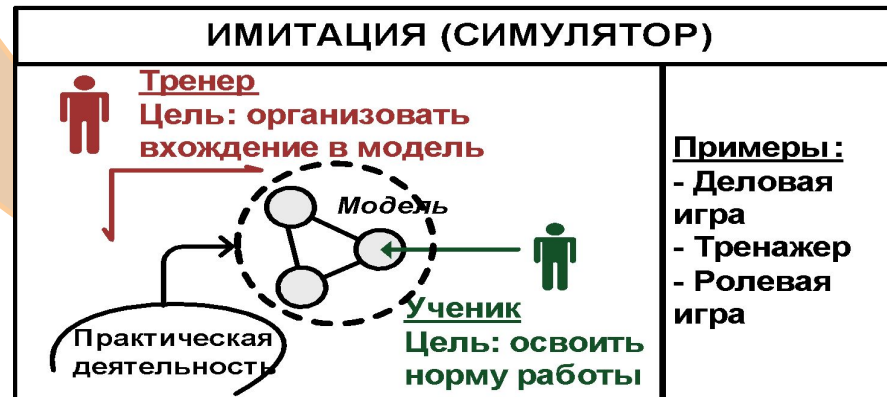 ИМИТАЦИЯ (СИМУЛЯТОР)
Тренер
Цель: организовать
вхождение в модель
Модель
Практическая
деятельность
Ученик
Цель: освоить
норму работы
Примеры:
- Деловая
игра
- Тренажер
- Ролевая
игра